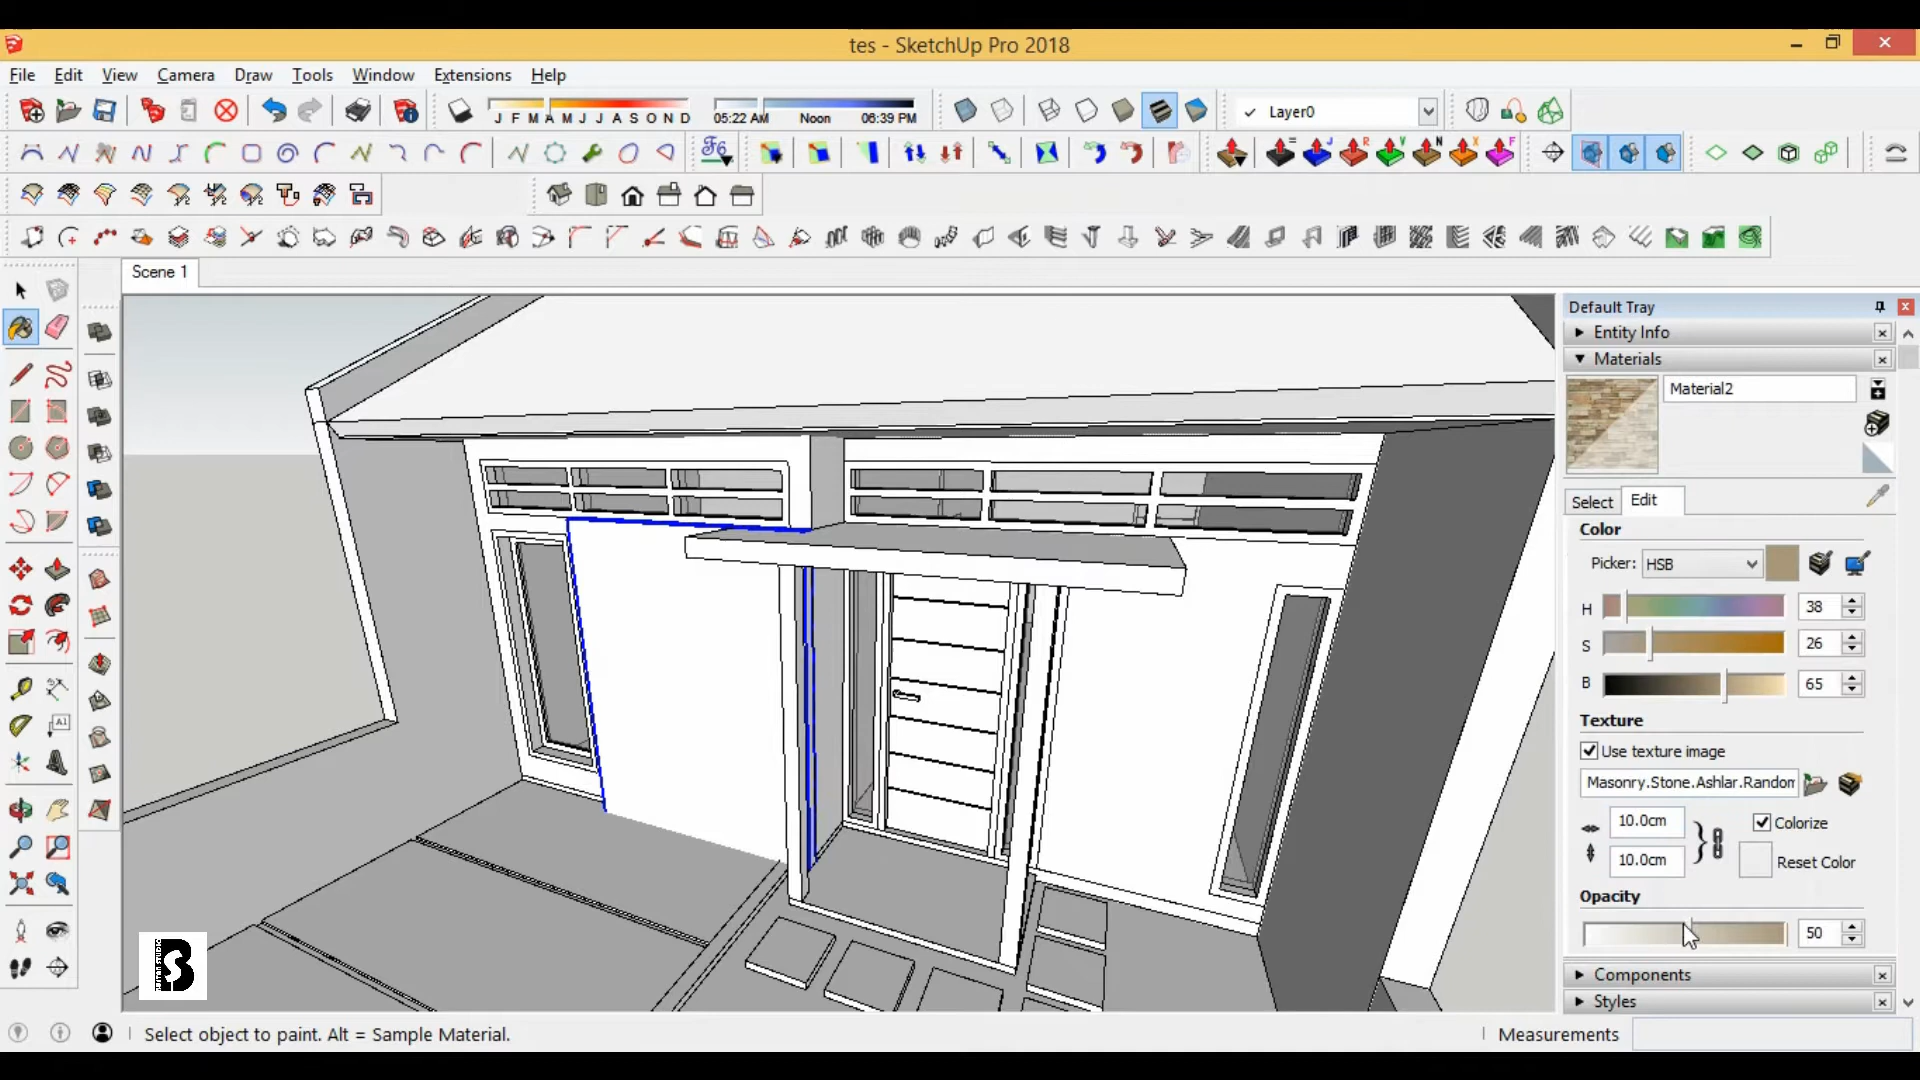 tes - SketchUp Pro 2018
File Edit View Camera Draw Tools Window Extensions Help
J F M A M J J A S O N D
05:22 AM Noon 06:39 PM
Layer0
Scene 1
Default Tray
Entity Info
Materials
Material2
Select Edit
Color
Picker: HSB
H 38
S 26
B 65
Texture
Use texture image
Masonry.Stone.Ashlar.Random
10.0cm Colorize
10.0cm Reset Color
Opacity
50
Components
Styles
Select object to paint. Alt = Sample Material.
Measurements